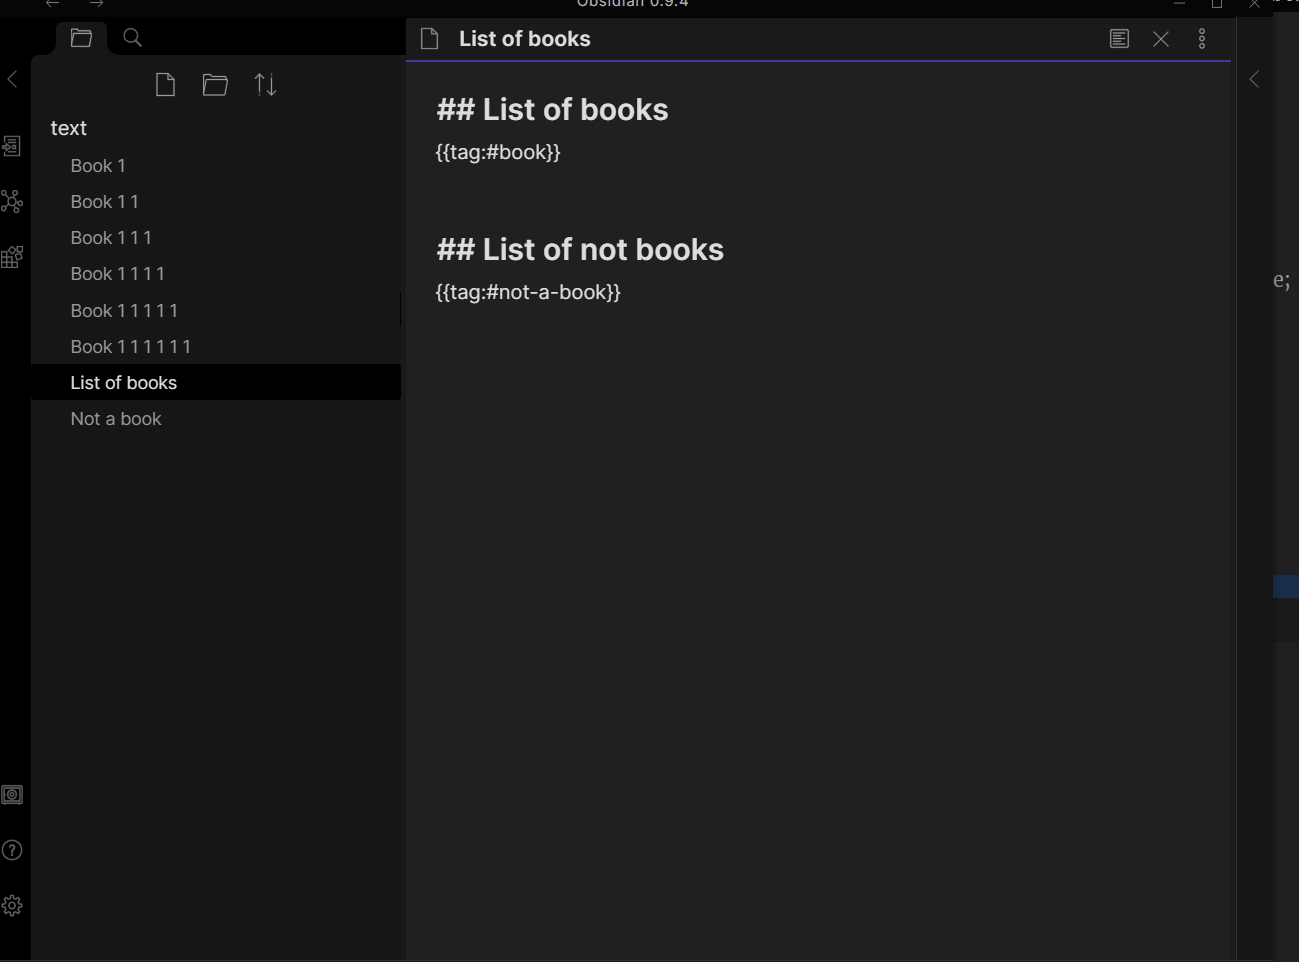 Obsidian 0.9.4
List of books
text
Book 1
Book 1 1
Book 1 1 1
Book 1 1 1 1
Book 1 1 1 1 1
Book 1 1 1 1 1 1
List of books
Not a book
## List of books
{{tag:#book}}
## List of not books
{{tag:#not-a-book}}
e;